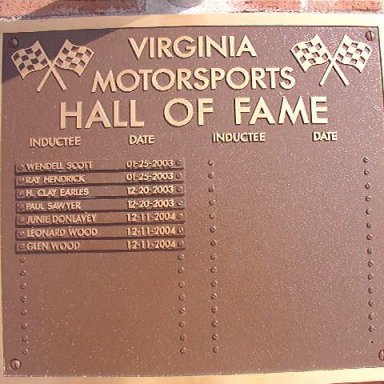 VIRGINIA
MOTORSPORTS
HALL OF FAME
INDUCTEE DATE INDUCTEE DATE
WENDELL SCOTT 01-25-2003
RAY HENDRICK 01-25-2003
H. CLAY EARLES 12-20-2003
PAUL SAWYER 12-20-2003
JUNIE DONLAVEY 12-11-2004
LEONARD WOOD 12-11-2004
GLEN WOOD 12-11-2004